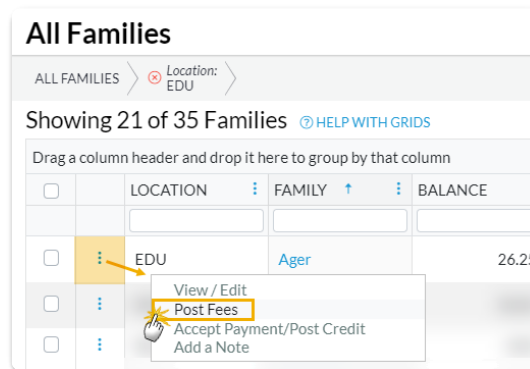 All Families
ALL FAMILIES Location: EDU
Showing 21 of 35 Families HELP WITH GRIDS
Drag a column header and drop it here to group by that column
LOCATION FAMILY BALANCE
EDU Ager 26.25
View / Edit
Post Fees
Accept Payment/Post Credit
Add a Note